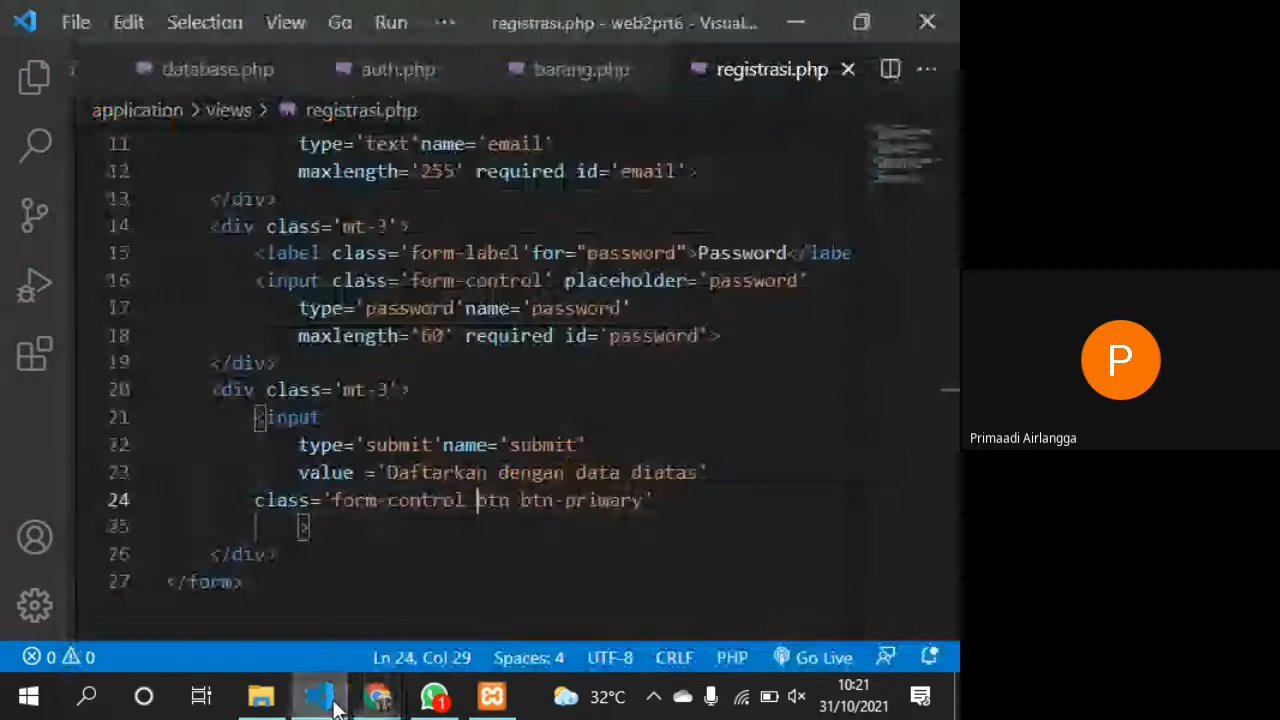 File Edit Selection View Go Run ··· registrasi.php - web2prt6 - Visual...
database.php auth.php barang.php registrasi.php
application > views > registrasi.php
11 type='text'name='email'
12 maxlength='255' required id='email'>
13 </div>
14 <div class='mt-3'>
15 <label class='form-label'for="password">Password</labe
16 <input class='form-control' placeholder='password'
17 type='password'name='password'
18 maxlength='60' required id='password'>
19 </div>
20 <div class='mt-3'>
21 <input
22 type='submit'name='submit'
23 value ='Daftarkan dengan data diatas'
24 class='form-control btn btn-primary'
25 >
26 </div>
27 </form>
P
Primaadi Airlangga
0 0 Ln 24, Col 29 Spaces: 4 UTF-8 CRLF PHP Go Live
1 32°C 10:21
31/10/2021